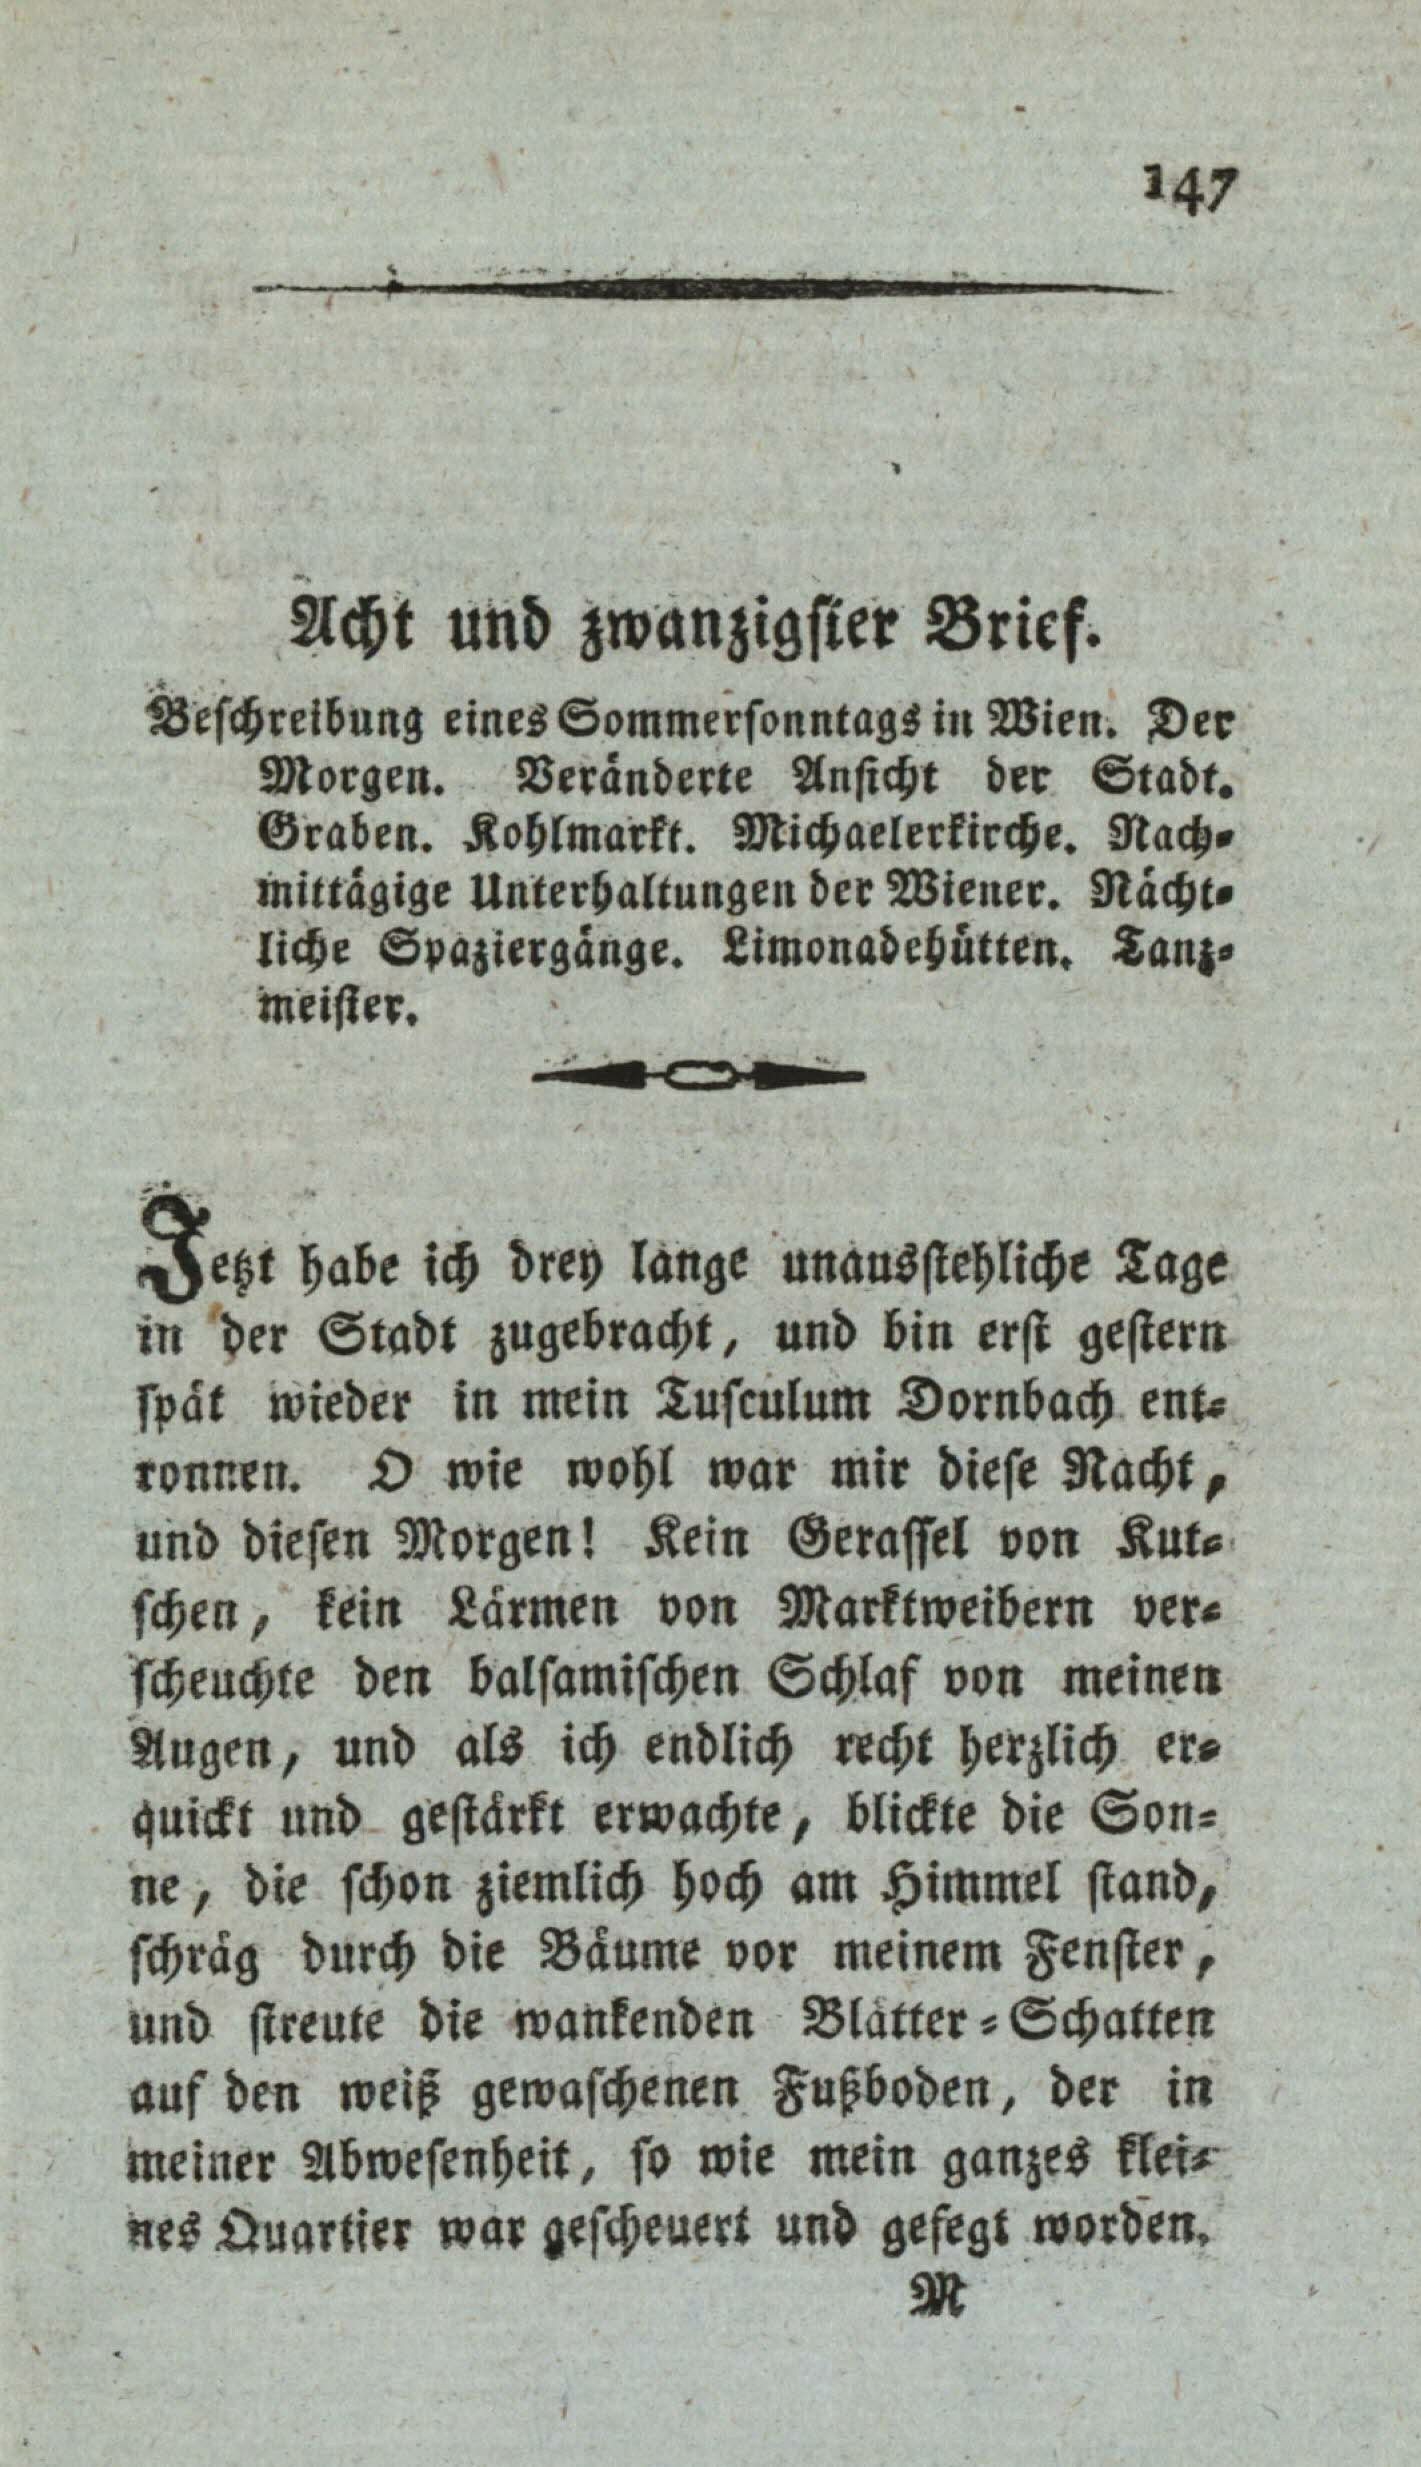 147
Acht und zwanzigster Brief.
Beschreibung eines Sommersonntags in Wien. Der
Morgen. Veränderte Ansicht der Stadt.
Graben. Kohlmarkt. Michaelerkirche. Nach-
mittägige Unterhaltungen der Wiener. Nächt-
liche Spaziergänge. Limonadehütten. Tanz-
meister.
Jetzt habe ich drey lange unausstehliche Tage
in der Stadt zugebracht, und bin erst gestern
spät wieder in mein Tusculum Dornbach ent-
ronnen. O wie wohl war mir diese Nacht,
und diesen Morgen! Kein Gerassel von Kut-
schen, kein Lärmen von Marktweibern ver-
scheuchte den balsamischen Schlaf von meinen
Augen, und als ich endlich recht herzlich er-
quickt und gestärkt erwachte, blickte die Son-
ne, die schon ziemlich hoch am Himmel stand,
schräg durch die Bäume vor meinem Fenster,
und streute die wankenden Blätter-Schatten
auf den weiß gewaschenen Fußboden, der in
meiner Abwesenheit, so wie mein ganzes klei-
nes Quartier war gescheuert und gefegt worden.
M